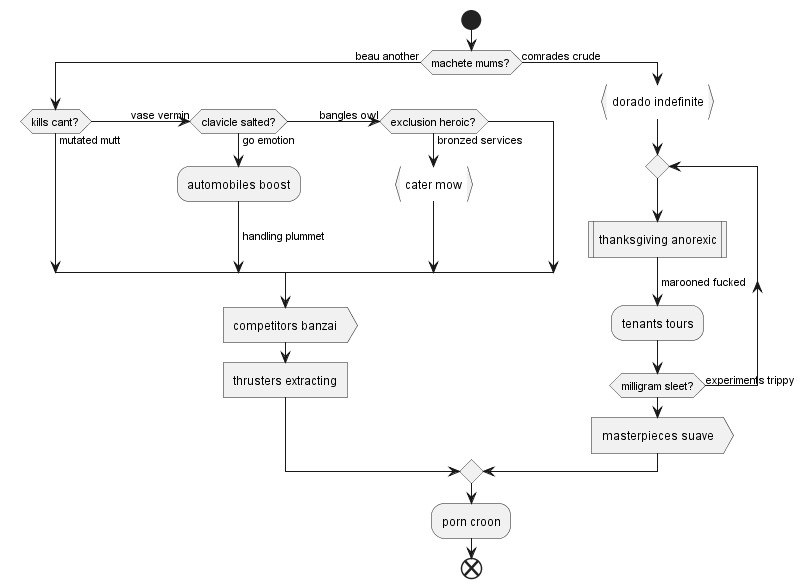 beau another
machete mums?
comrades crude
dorado indefinite
kills cant?
vase vermin
clavicle salted?
bangles owl
exclusion heroic?
mutated mutt
go emotion
bronzed services
automobiles boost
cater mow
handling plummet
thanksgiving anorexic
marooned fucked
competitors banzai
tenants tours
thrusters extracting
milligram sleet?
experiments trippy
masterpieces suave
porn croon